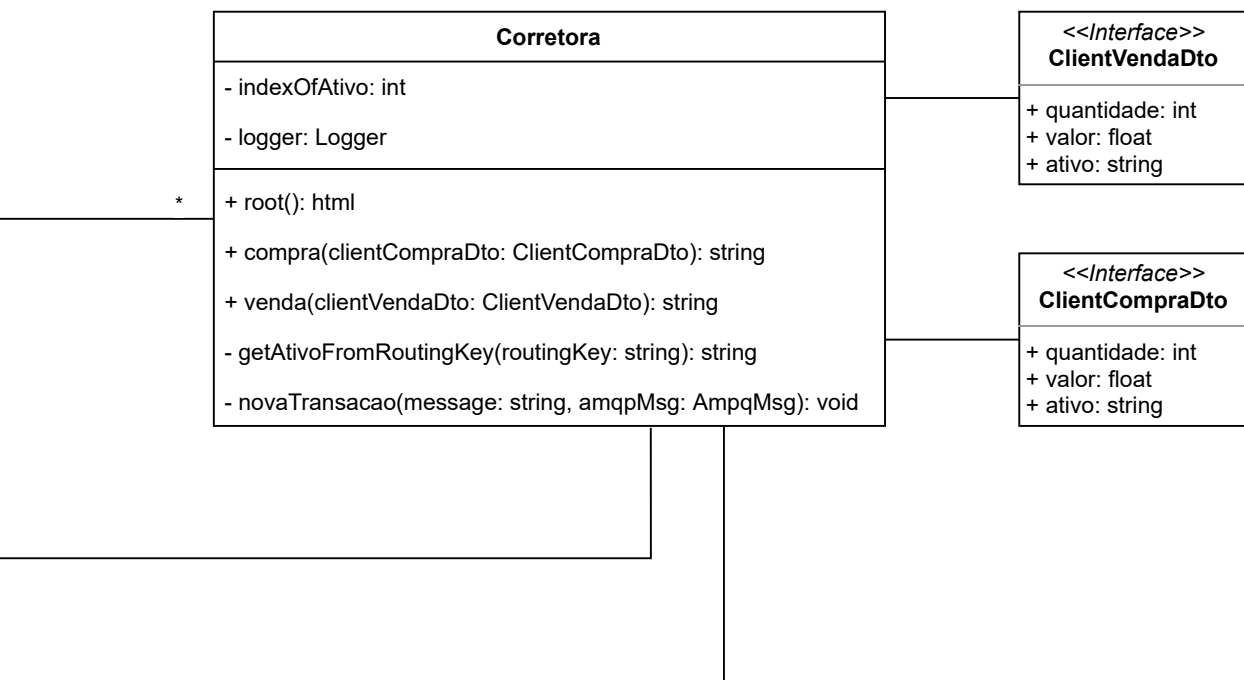 Corretora
- indexOfAtivo: int
- logger: Logger
+ root(): html
+ compra(clientCompraDto: ClientCompraDto): string
+ venda(clientVendaDto: ClientVendaDto): string
- getAtivoFromRoutingKey(routingKey: string): string
- novaTransacao(message: string, amqpMsg: AmpqMsg): void
*
<<Interface>>
ClientVendaDto
+ quantidade: int
+ valor: float
+ ativo: string
<<Interface>>
ClientCompraDto
+ quantidade: int
+ valor: float
+ ativo: string